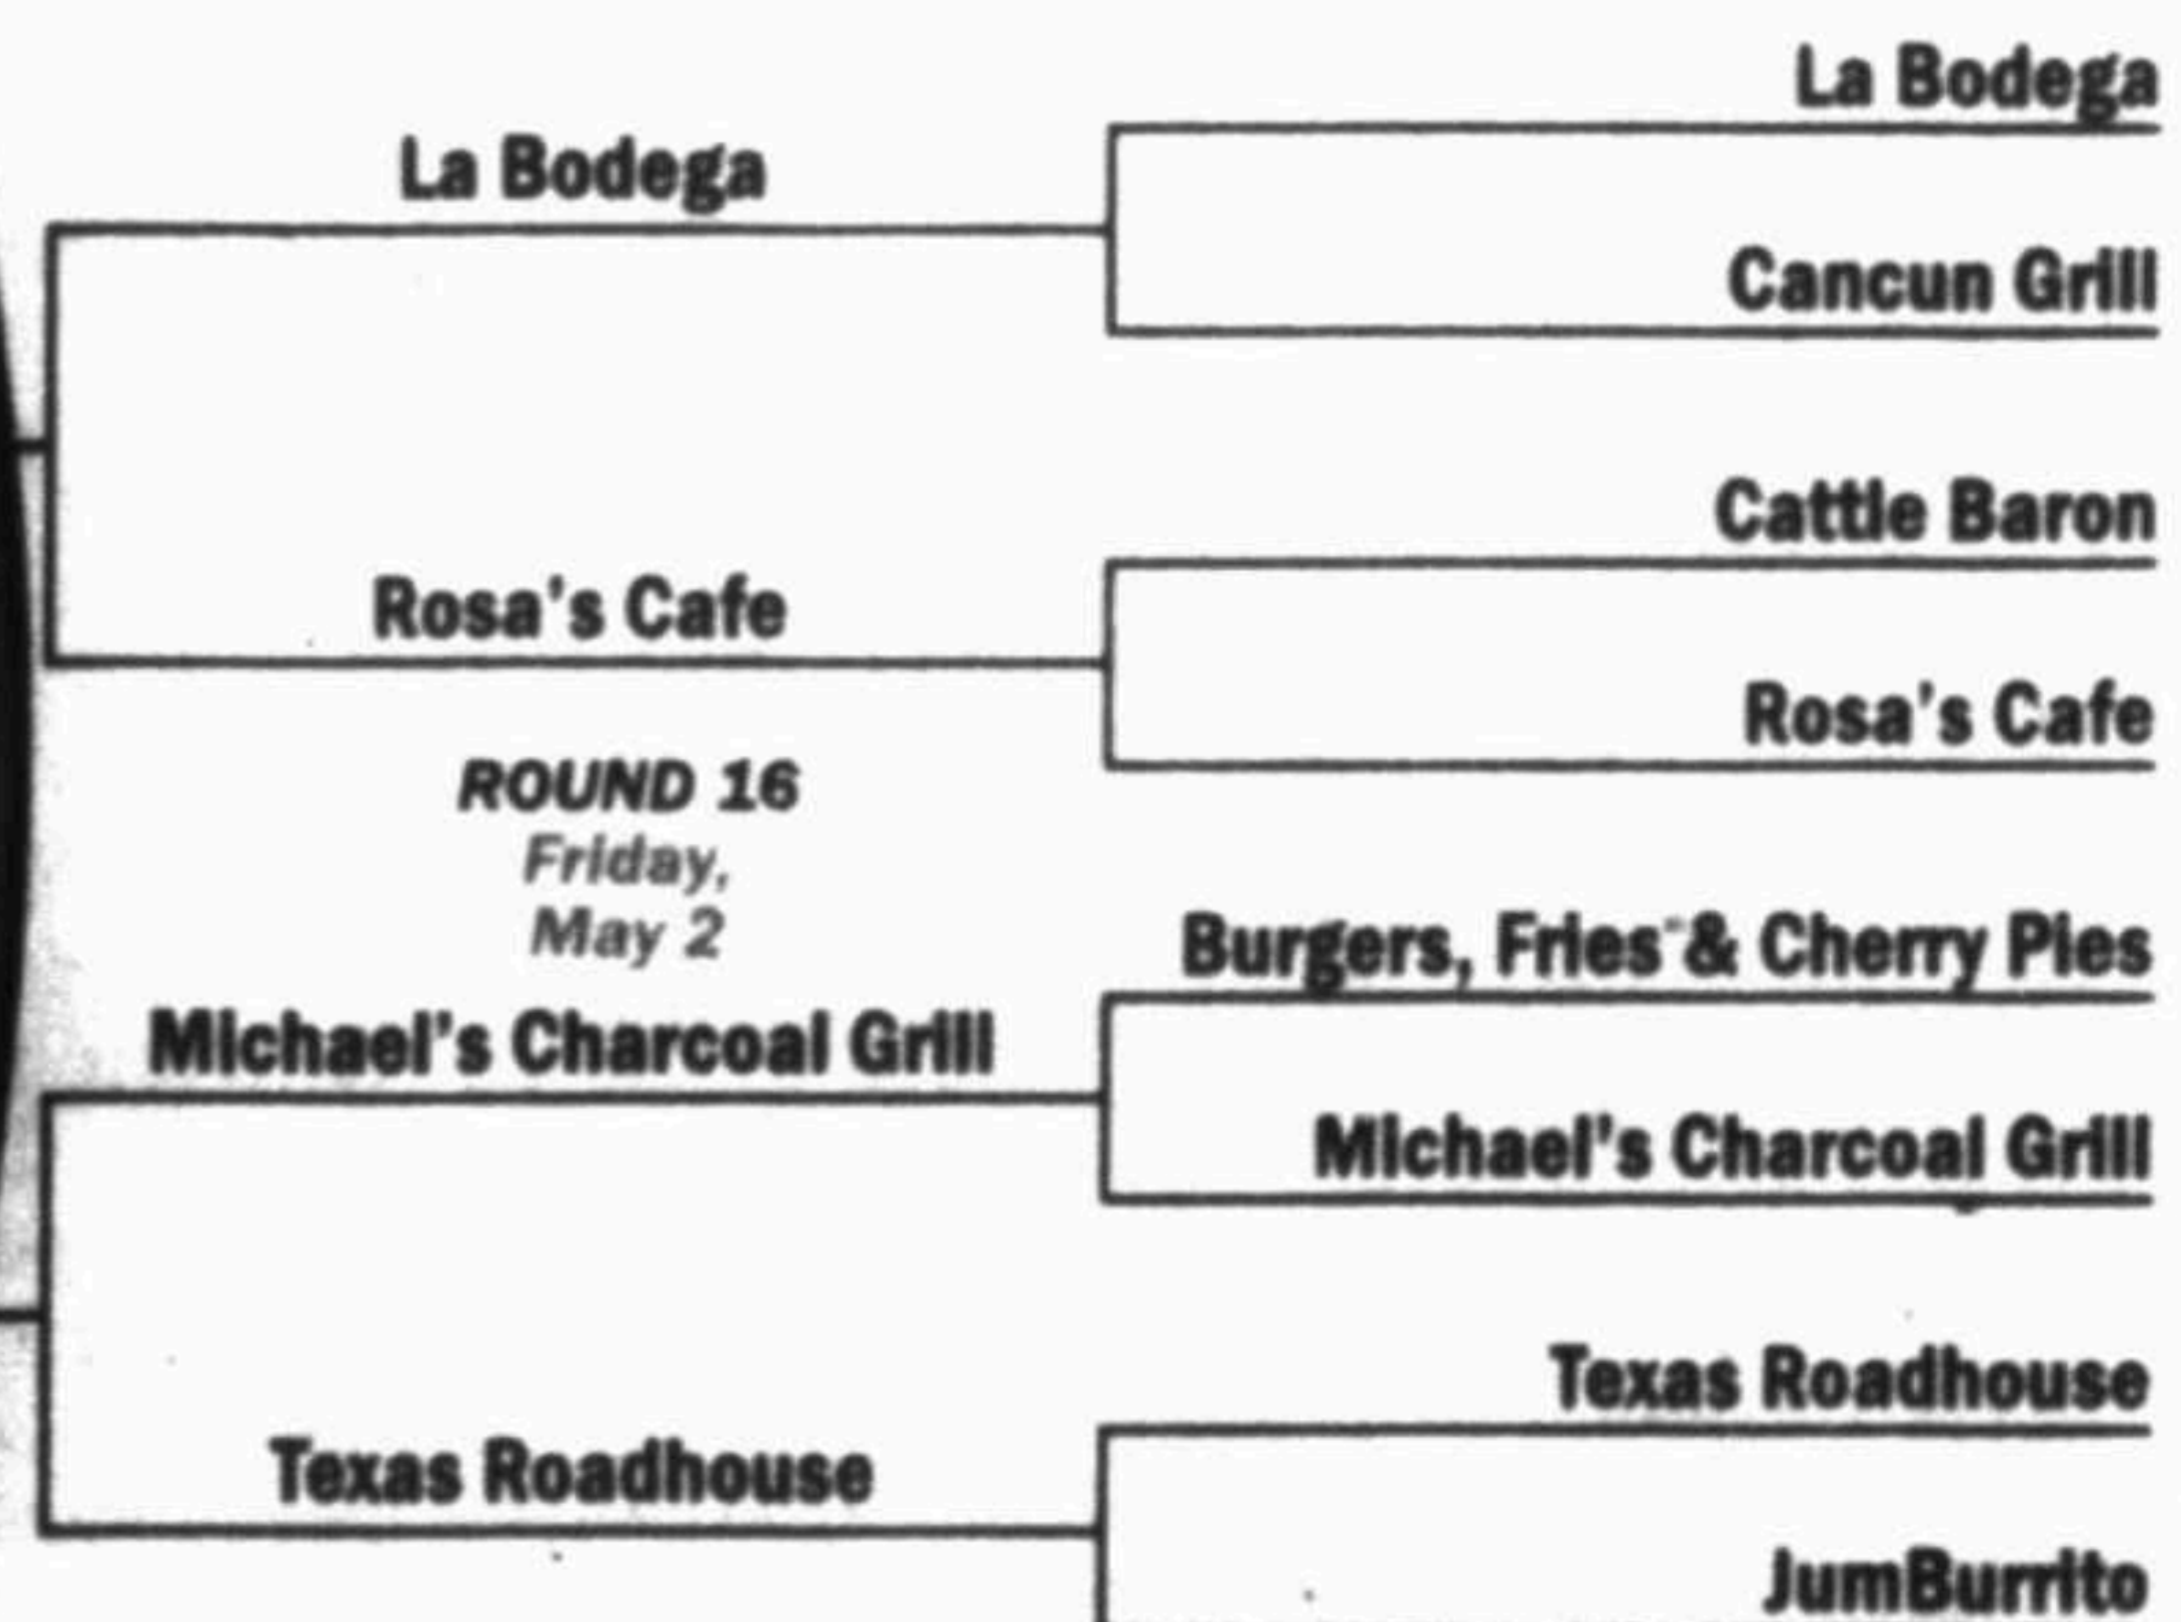 La Bodega
La Bodega
Cancun Grill
Cattle Baron
Rosa's Cafe
Rosa's Cafe
ROUND 16
Friday,
May 2
Burgers, Fries & Cherry Pies
Michael's Charcoal Grill
Michael's Charcoal Grill
Texas Roadhouse
Texas Roadhouse
JumBurrito